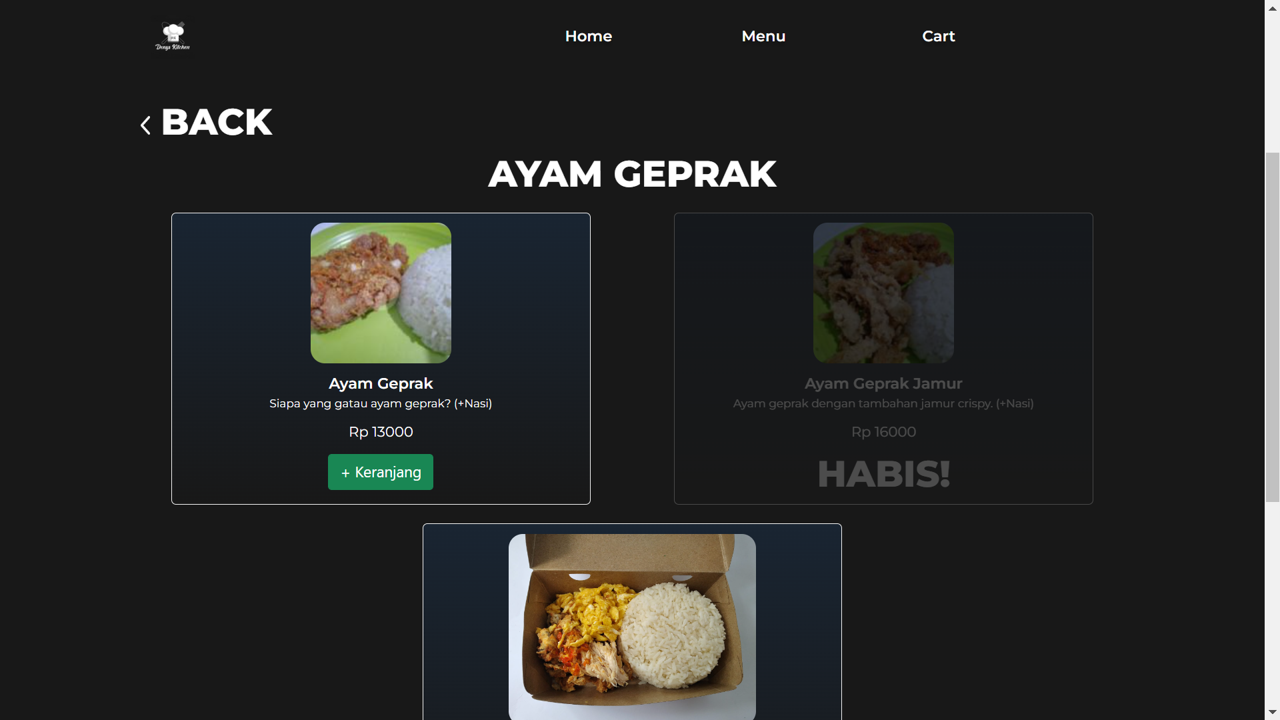 Home
Menu
Cart
BACK
AYAM GEPRAK
Ayam Geprak
Siapa yang gatau ayam geprak? (+Nasi)
Rp 13000
+ Keranjang
Ayam Geprak Jamur
Ayam geprak dengan tambahan jamur crispy. (+Nasi)
Rp 16000
HABIS!